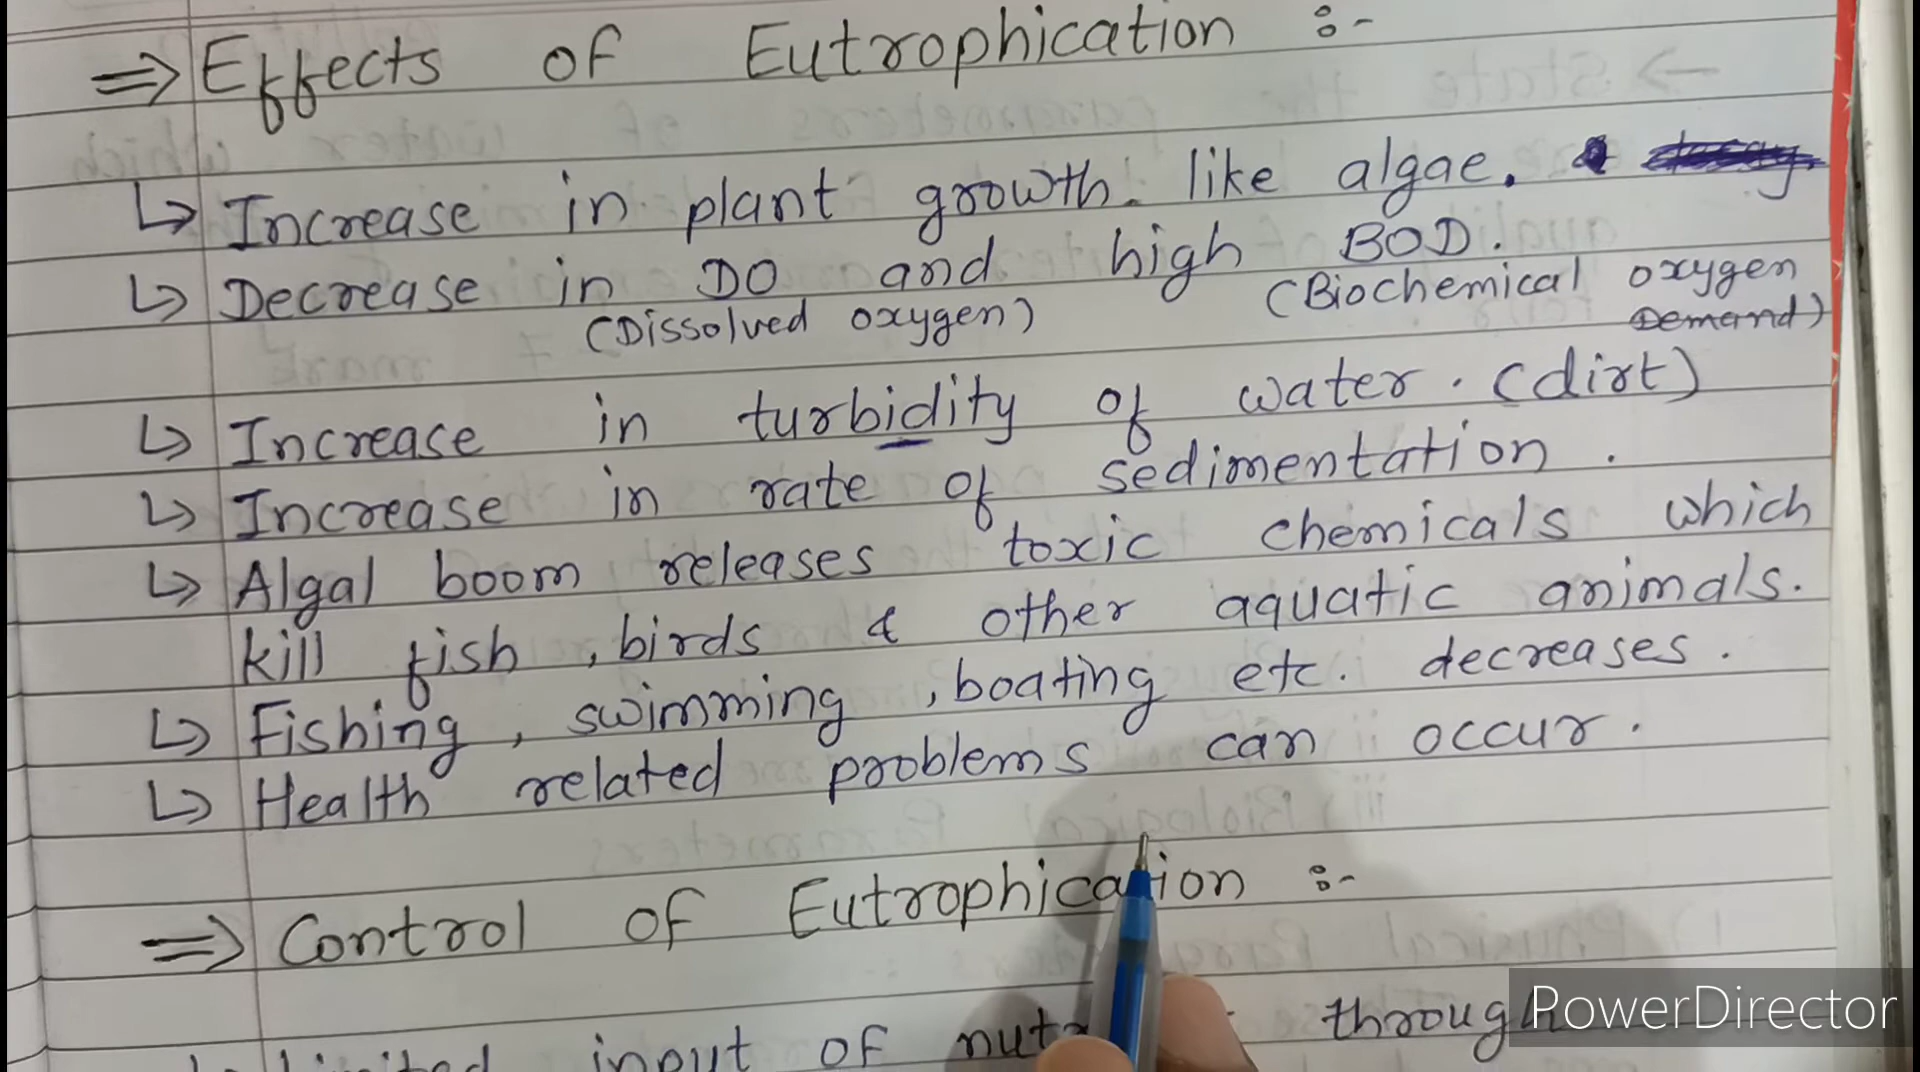 ⇒ Effects of Eutrophication :-
↳ Increase in plant growth. like algae.
↳ Decrease in DO and high BOD.
(Dissolved oxygen) (Biochemical oxygen
Demand)
↳ Increase in turbidity of water. (dirt)
↳ Increase in rate of sedimentation.
↳ Algal boom releases toxic chemicals which
kill fish, birds & other aquatic animals.
↳ Fishing, swimming, boating etc. decreases.
↳ Health related problems can occur.
⇒ Control of Eutrophication :-
Limited input of through
PowerDirector